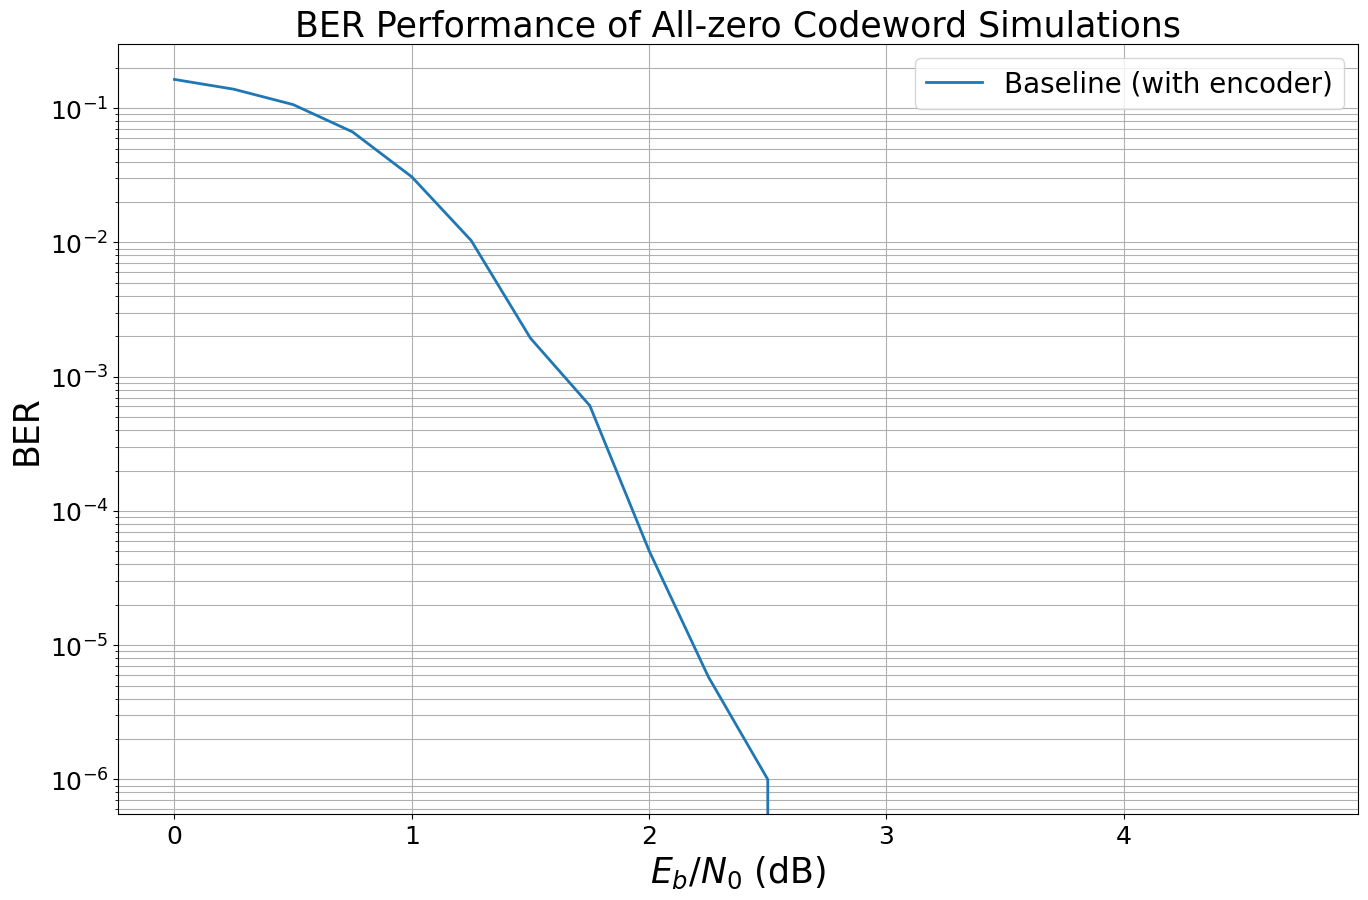 BER Performance of All-zero Codeword Simulations
Baseline (with encoder)
10⁻¹
10⁻²
10⁻³
10⁻⁴
10⁻⁵
10⁻⁶
BER
0 1 2 3 4
E_b/N_0 (dB)